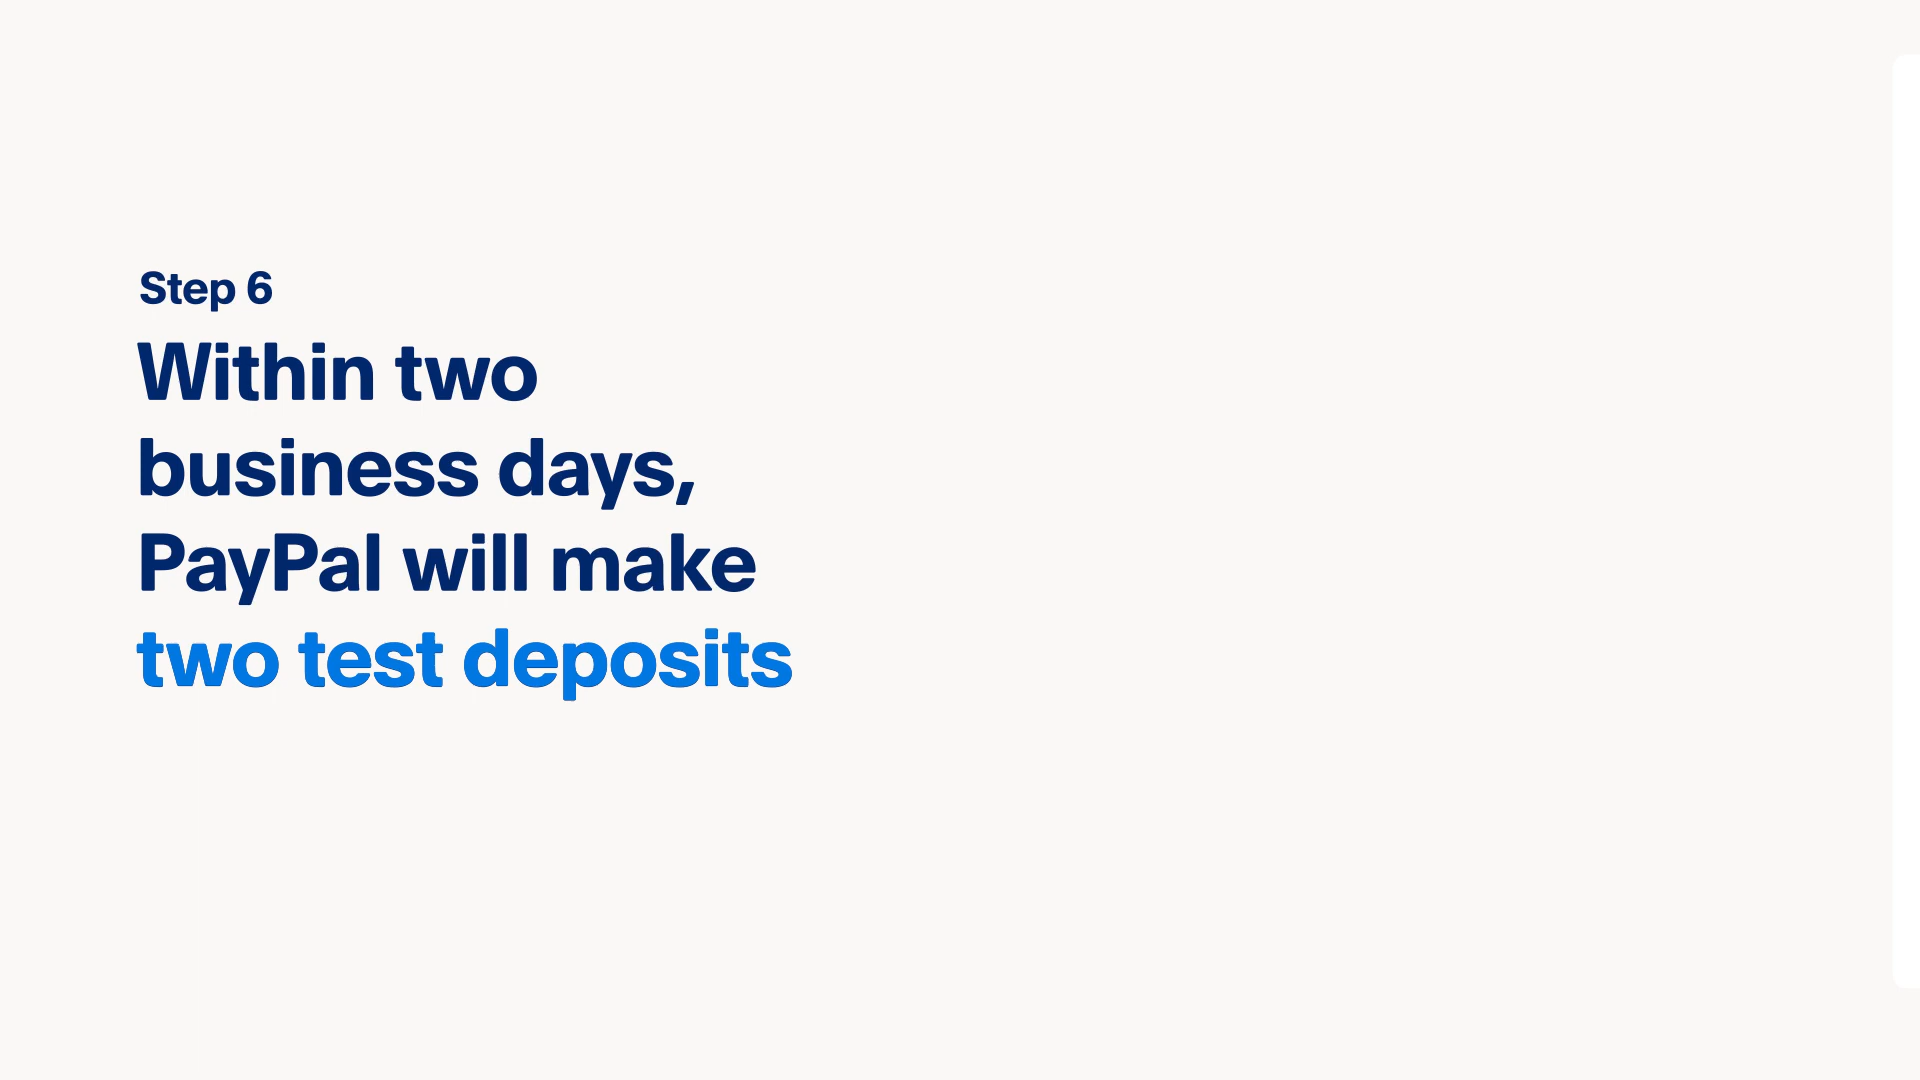 Step 6
Within two
business days,
PayPal will make
two test deposits